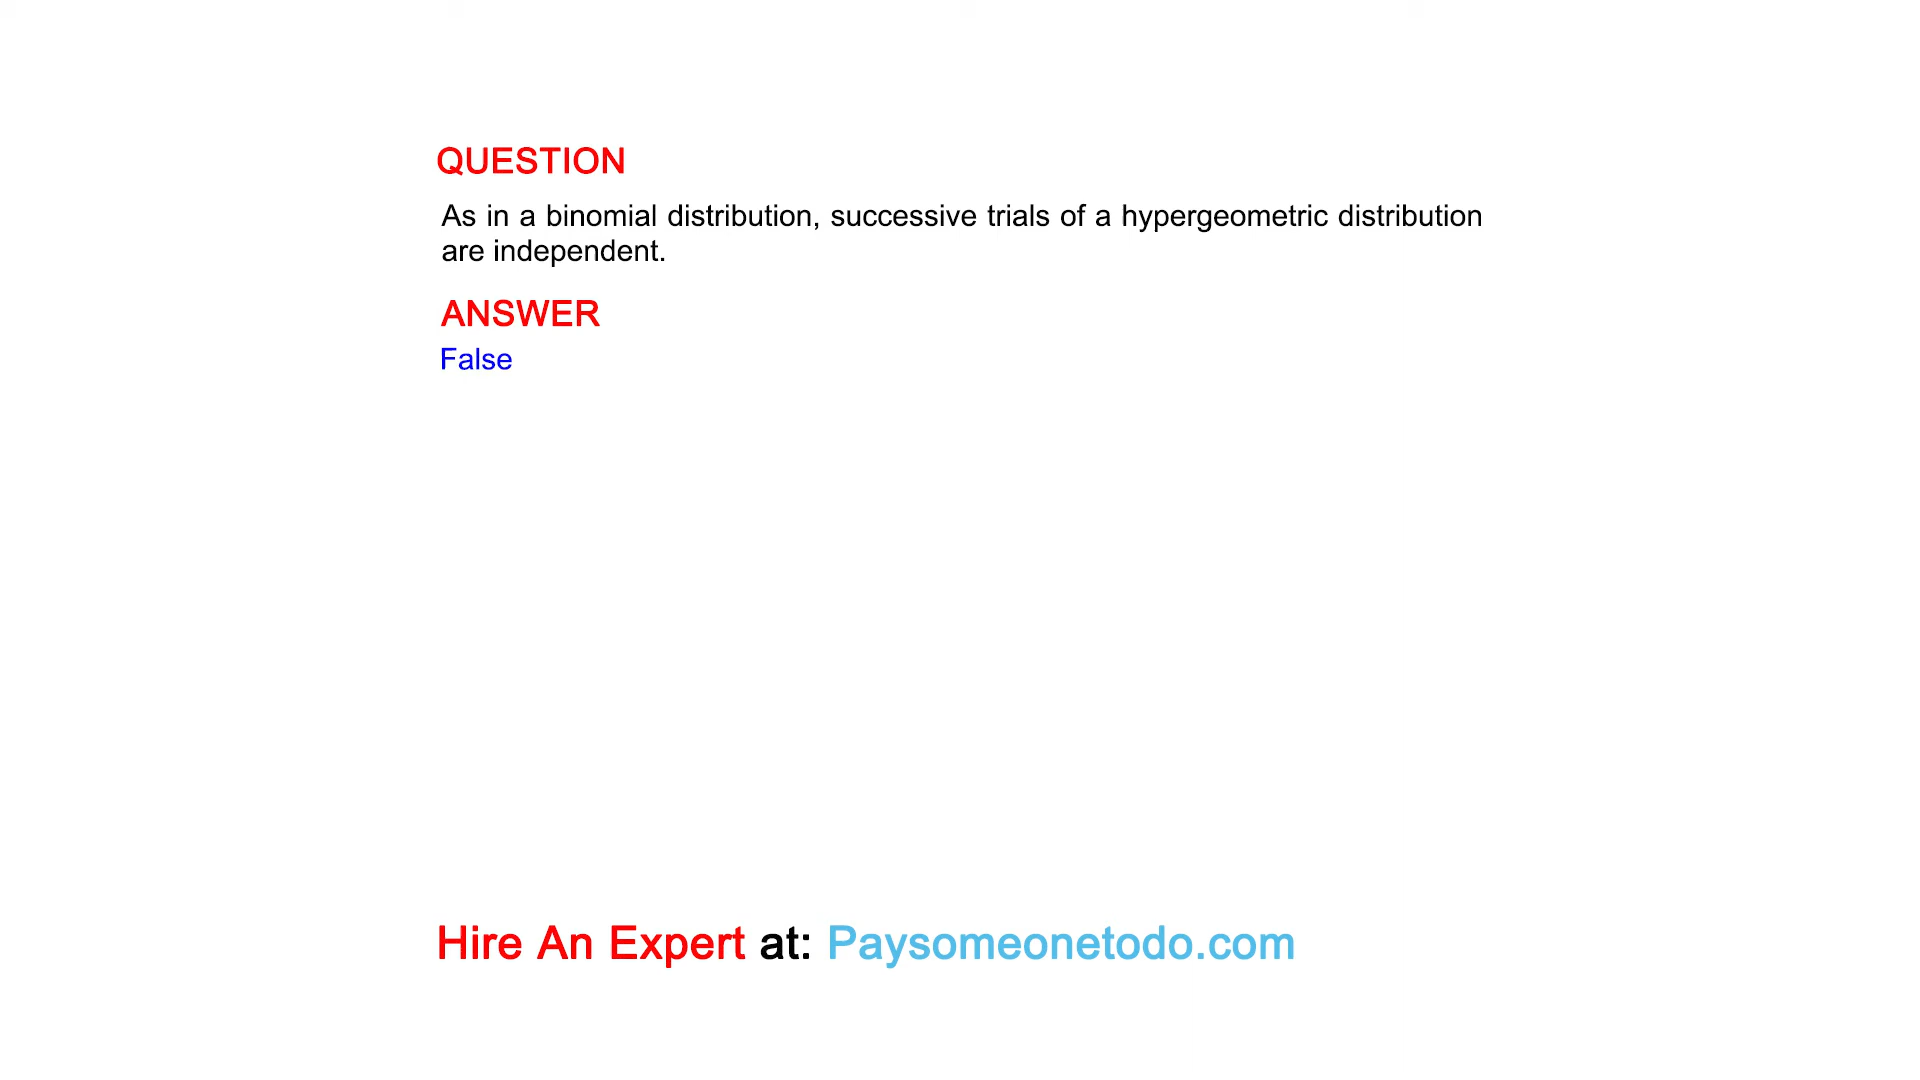 QUESTION
As in a binomial distribution, successive trials of a hypergeometric distribution
are independent.
ANSWER
False
Hire An Expert at: Paysomeonetodo.com